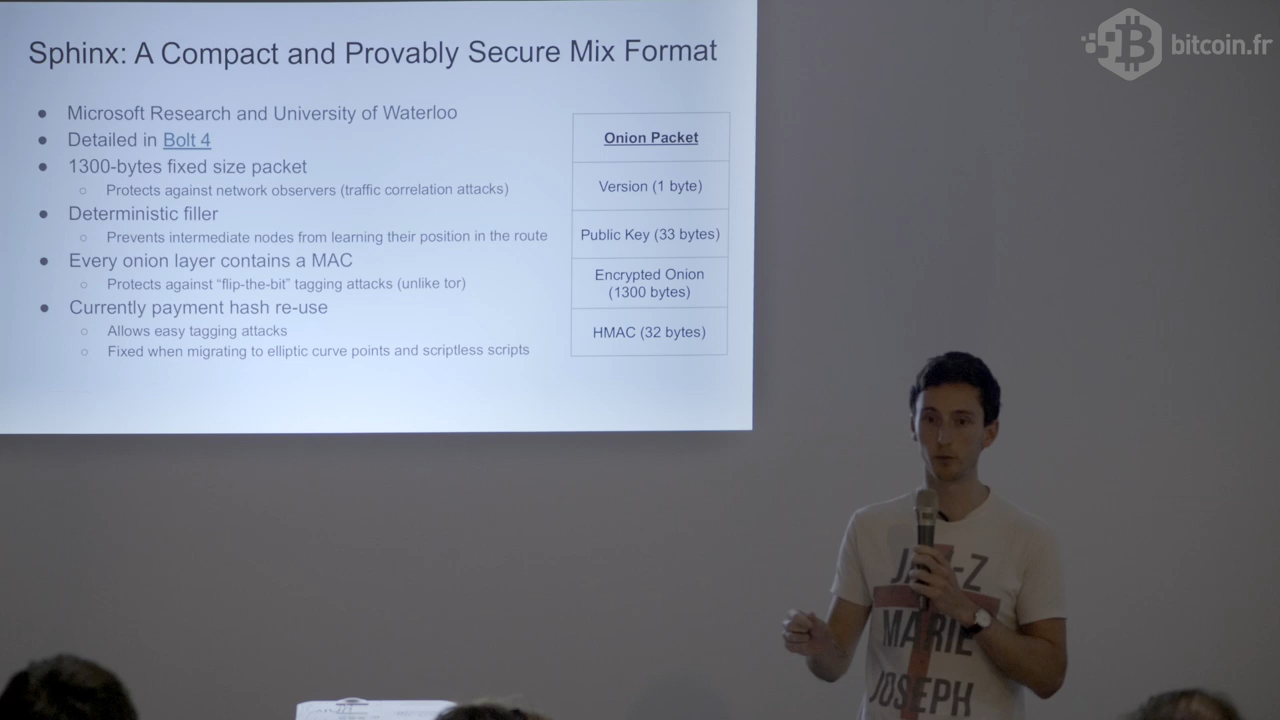 Sphinx: A Compact and Provably Secure Mix Format
Microsoft Research and University of Waterloo
Detailed in Bolt 4
1300-bytes fixed size packet
Protects against network observers (traffic correlation attacks)
Deterministic filler
Prevents intermediate nodes from learning their position in the route
Every onion layer contains a MAC
Protects against “flip-the-bit” tagging attacks (unlike tor)
Currently payment hash re-use
Allows easy tagging attacks
Fixed when migrating to elliptic curve points and scriptless scripts
Onion Packet
Version (1 byte)
Public Key (33 bytes)
Encrypted Onion
(1300 bytes)
HMAC (32 bytes)
bitcoin.fr
MARIE
JOSEPH